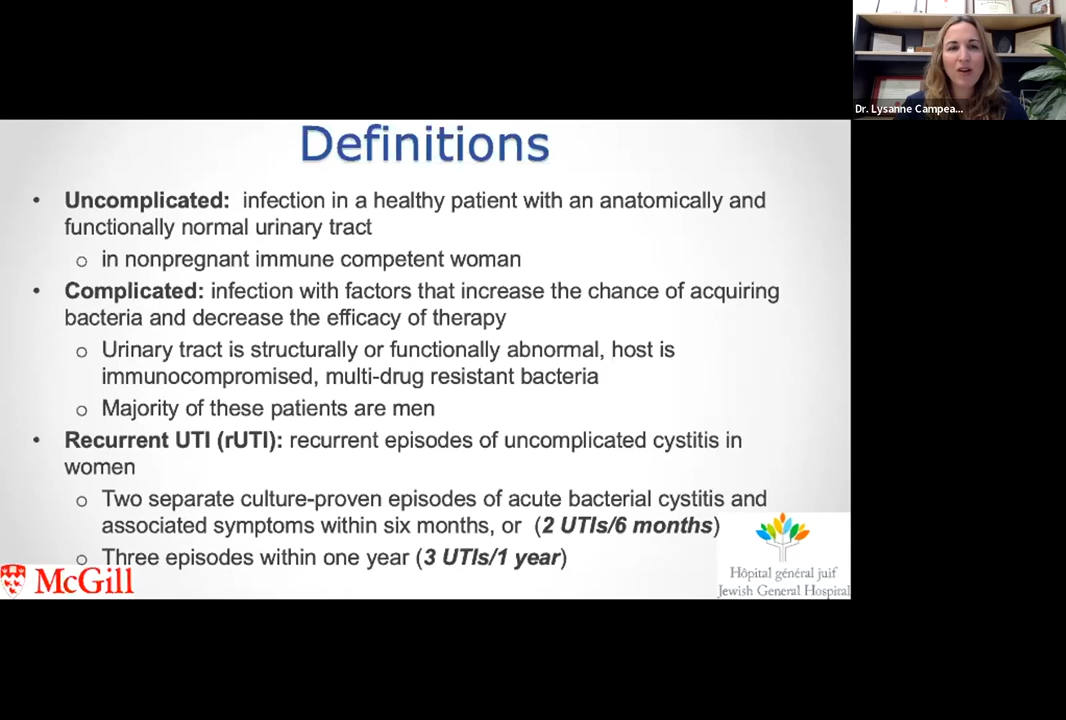 Dr. Lysanne Campea...
Definitions
• Uncomplicated: infection in a healthy patient with an anatomically and
functionally normal urinary tract
o in nonpregnant immune competent woman
• Complicated: infection with factors that increase the chance of acquiring
bacteria and decrease the efficacy of therapy
o Urinary tract is structurally or functionally abnormal, host is
immunocompromised, multi-drug resistant bacteria
o Majority of these patients are men
• Recurrent UTI (rUTI): recurrent episodes of uncomplicated cystitis in
women
o Two separate culture-proven episodes of acute bacterial cystitis and
associated symptoms within six months, or (2 UTIs/6 months)
o Three episodes within one year (3 UTIs/1 year)
McGill
Hôpital général juif
Jewish General Hospital